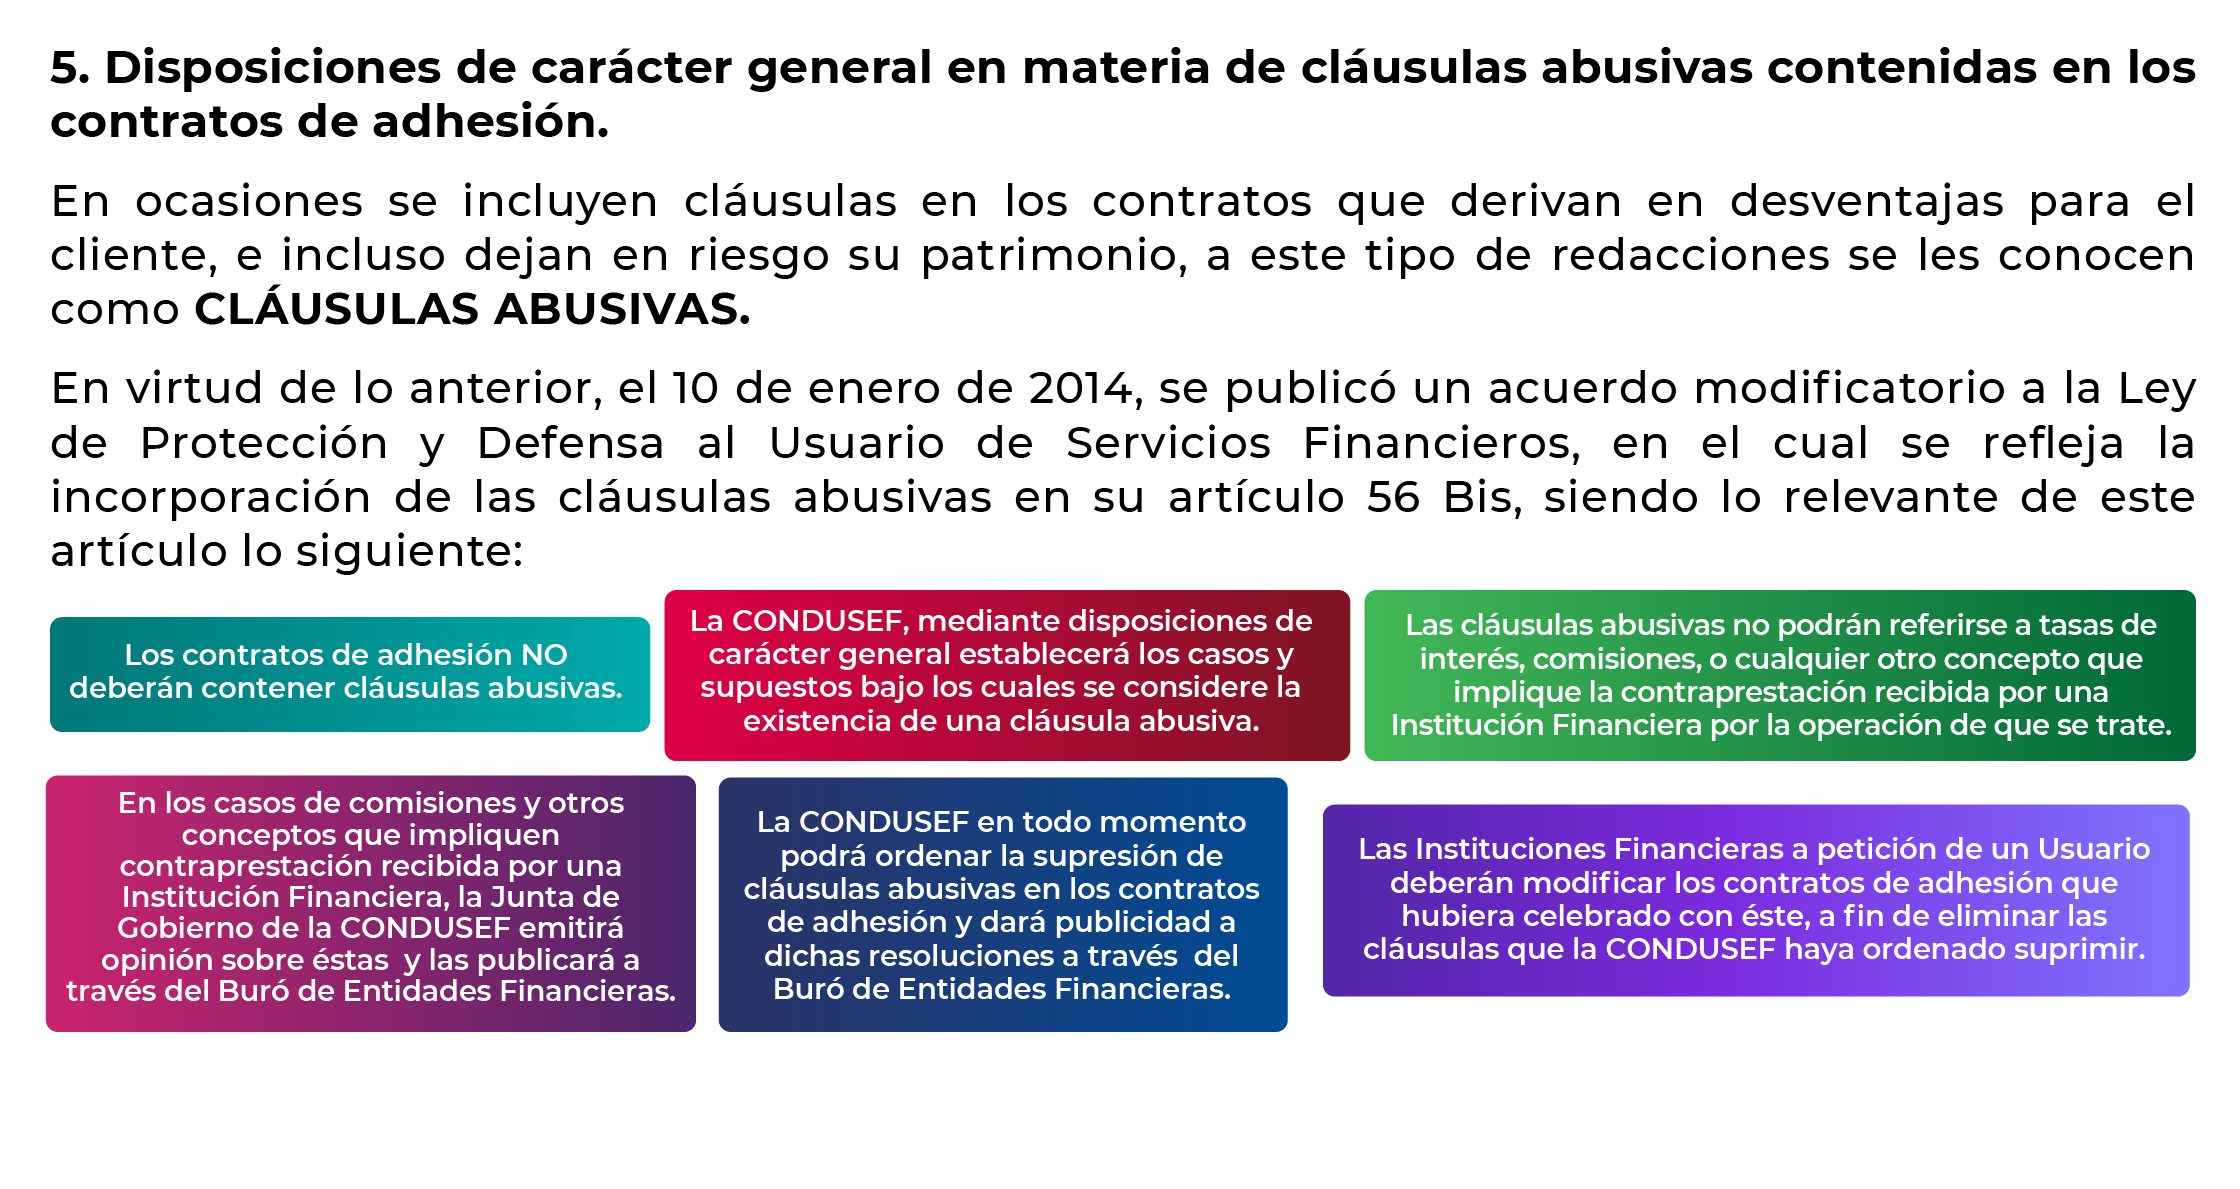 5. Disposiciones de carácter general en materia de cláusulas abusivas contenidas en los
contratos de adhesión.
En ocasiones se incluyen cláusulas en los contratos que derivan en desventajas para el
cliente, e incluso dejan en riesgo su patrimonio, a este tipo de redacciones se les conocen
como CLÁUSULAS ABUSIVAS.
En virtud de lo anterior, el 10 de enero de 2014, se publicó un acuerdo modificatorio a la Ley
de Protección y Defensa al Usuario de Servicios Financieros, en el cual se refleja la
incorporación de las cláusulas abusivas en su artículo 56 Bis, siendo lo relevante de este
artículo lo siguiente:
Los contratos de adhesión NO
deberán contener cláusulas abusivas.
La CONDUSEF, mediante disposiciones de
carácter general establecerá los casos y
supuestos bajo los cuales se considere la
existencia de una cláusula abusiva.
Las cláusulas abusivas no podrán referirse a tasas de
interés, comisiones, o cualquier otro concepto que
implique la contraprestación recibida por una
Institución Financiera por la operación de que se trate.
En los casos de comisiones y otros
conceptos que impliquen
contraprestación recibida por una
Institución Financiera, la Junta de
Gobierno de la CONDUSEF emitirá
opinión sobre éstas y las publicará a
través del Buró de Entidades Financieras.
La CONDUSEF en todo momento
podrá ordenar la supresión de
cláusulas abusivas en los contratos
de adhesión y dará publicidad a
dichas resoluciones a través del
Buró de Entidades Financieras.
Las Instituciones Financieras a petición de un Usuario
deberán modificar los contratos de adhesión que
hubiera celebrado con éste, a fin de eliminar las
cláusulas que la CONDUSEF haya ordenado suprimir.